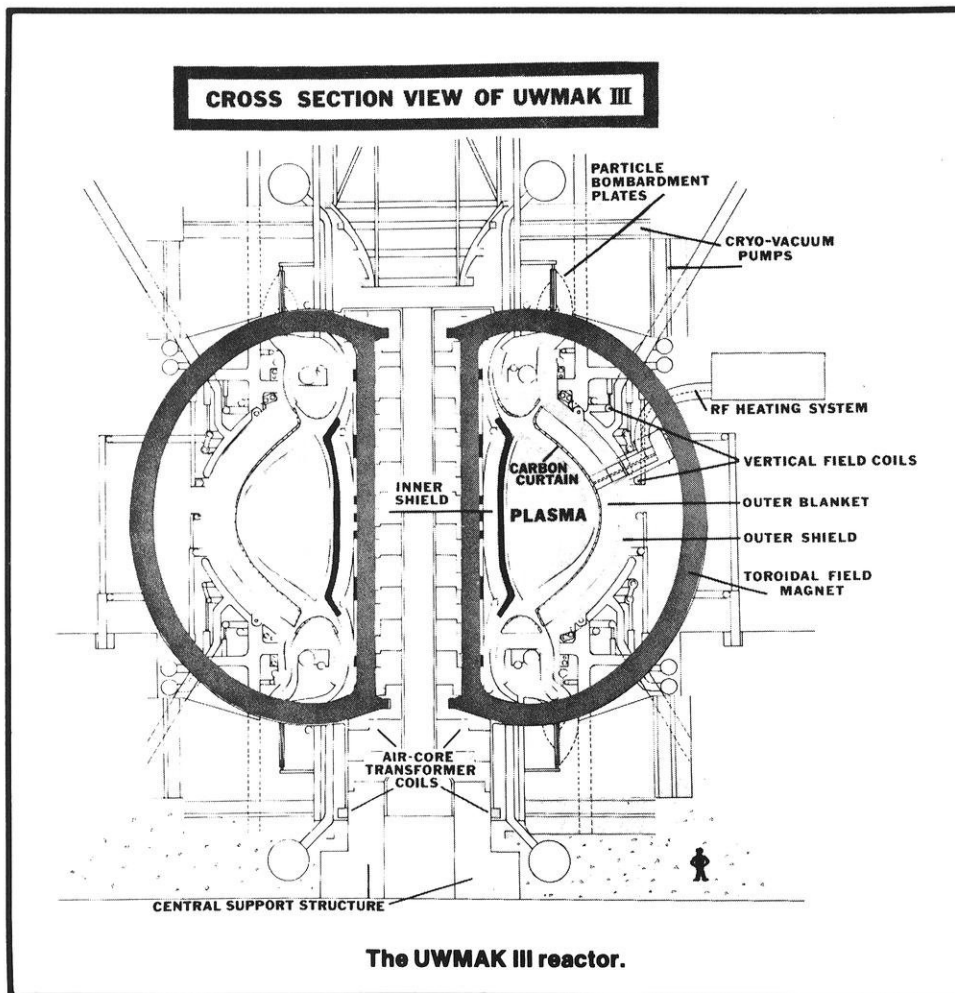 CROSS SECTION VIEW OF UWMAK III
PARTICLE
BOMBARDMENT
PLATES
CRYO-VACUUM
PUMPS
RF HEATING SYSTEM
CARBON
CURTAIN
VERTICAL FIELD COILS
INNER
SHIELD
PLASMA
OUTER BLANKET
OUTER SHIELD
TOROIDAL FIELD
MAGNET
AIR-CORE
TRANSFORMER
COILS
CENTRAL SUPPORT STRUCTURE
The UWMAK III reactor.